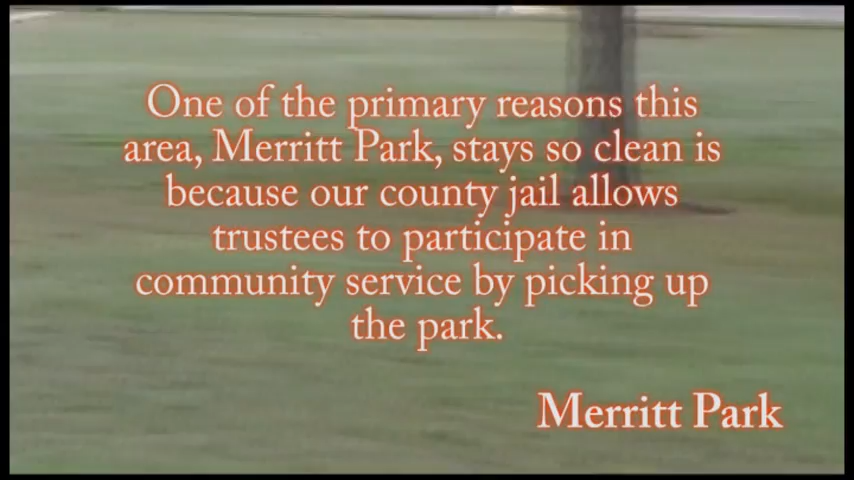 One of the primary reasons this
area, Merritt Park, stays so clean is
because our county jail allows
trustees to participate in
community service by picking up
the park.
Merritt Park